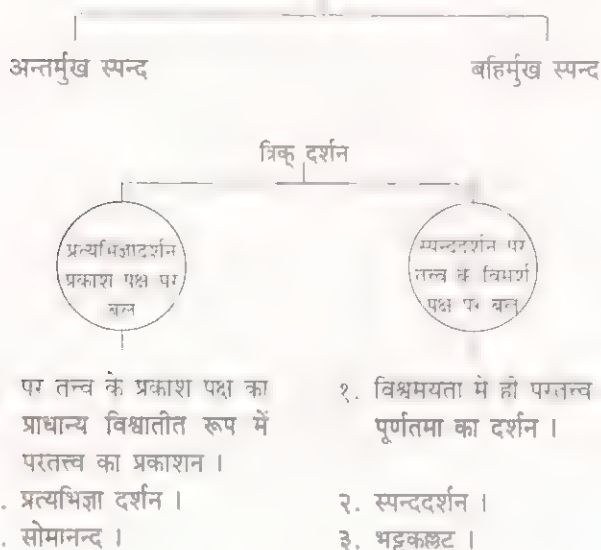 अन्तर्मुख स्पन्द
बहिर्मुख स्पन्द
त्रिक् दर्शन
प्रत्यभिज्ञादर्शन
प्रकाश पक्ष पर
बल
स्पन्ददर्शन पर
तत्त्व के विमर्श
पक्ष पर बल
पर तत्त्व के प्रकाश पक्ष का
प्राधान्य विश्वातीत रूप में
परतत्त्व का प्रकाशन ।
. प्रत्यभिज्ञा दर्शन ।
. सोमानन्द ।
१. विश्वमयता मे ही परतत्त्व
पूर्णतमा का दर्शन ।
२. स्पन्ददर्शन ।
३. भट्टकल्लट ।